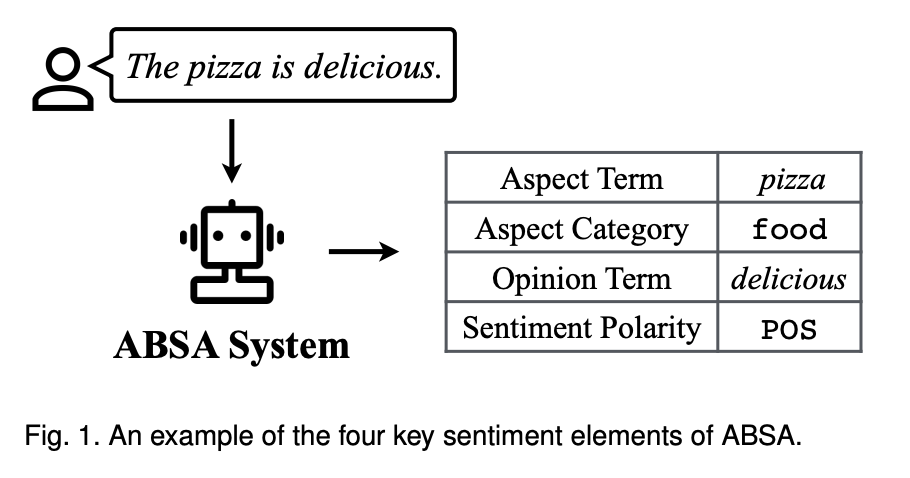 The pizza is delicious.
ABSA System
Aspect Term pizza
Aspect Category food
Opinion Term delicious
Sentiment Polarity POS
Fig. 1. An example of the four key sentiment elements of ABSA.